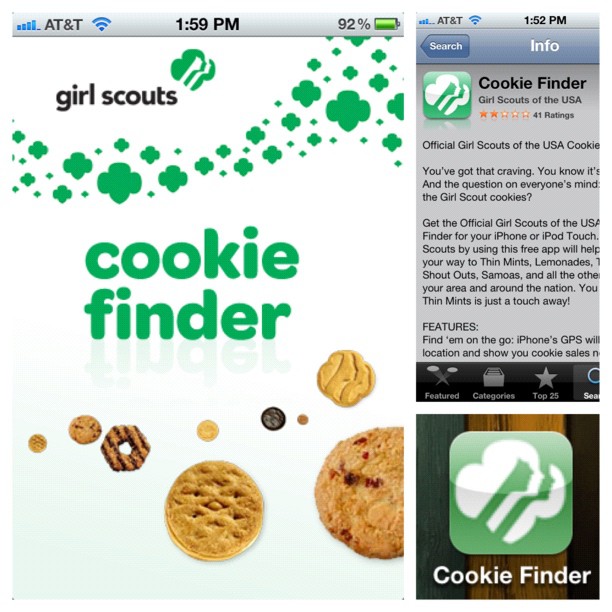 AT&T 1:59 PM 92%
girl scouts
cookie
finder
AT&T 1:52 PM
Search Info
Cookie Finder
Girl Scouts of the USA
41 Ratings
Official Girl Scouts of the USA Cookie
You've got that craving. You know it's
And the question on everyone's mind:
the Girl Scout cookies?
Get the Official Girl Scouts of the USA
Finder for your iPhone or iPod Touch.
Scouts by using this free app will help
your way to Thin Mints, Lemonades, T
Shout Outs, Samoas, and all the othe
your area and around the nation. You
Thin Mints is just a touch away!
FEATURES:
Find 'em on the go: iPhone's GPS will
location and show you cookie sales n
Featured Categories Top 25 Sea
Cookie Finder